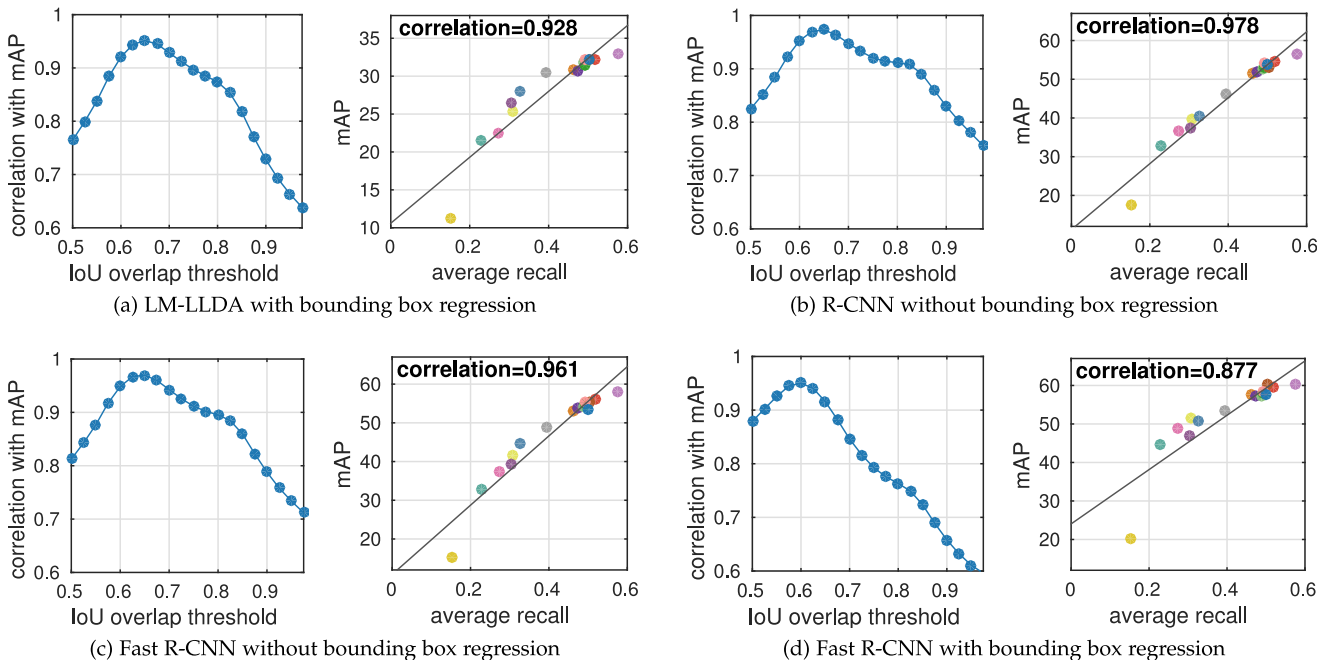 correlation with mAP
1
0.9
0.8
0.7
0.6
0.5 0.6 0.7 0.8 0.9
IoU overlap threshold
correlation=0.928
mAP
35
30
25
20
15
10
0 0.2 0.4 0.6
average recall
(a) LM-LLDA with bounding box regression
correlation with mAP
1
0.9
0.8
0.7
0.6
0.5 0.6 0.7 0.8 0.9
IoU overlap threshold
correlation=0.978
mAP
60
50
40
30
20
0 0.2 0.4 0.6
average recall
(b) R-CNN without bounding box regression
correlation with mAP
1
0.9
0.8
0.7
0.6
0.5 0.6 0.7 0.8 0.9
IoU overlap threshold
correlation=0.961
mAP
60
50
40
30
20
0 0.2 0.4 0.6
average recall
(c) Fast R-CNN without bounding box regression
correlation with mAP
1
0.9
0.8
0.7
0.6
0.5 0.6 0.7 0.8 0.9
IoU overlap threshold
correlation=0.877
mAP
60
50
40
30
20
0 0.2 0.4 0.6
average recall
(d) Fast R-CNN with bounding box regression